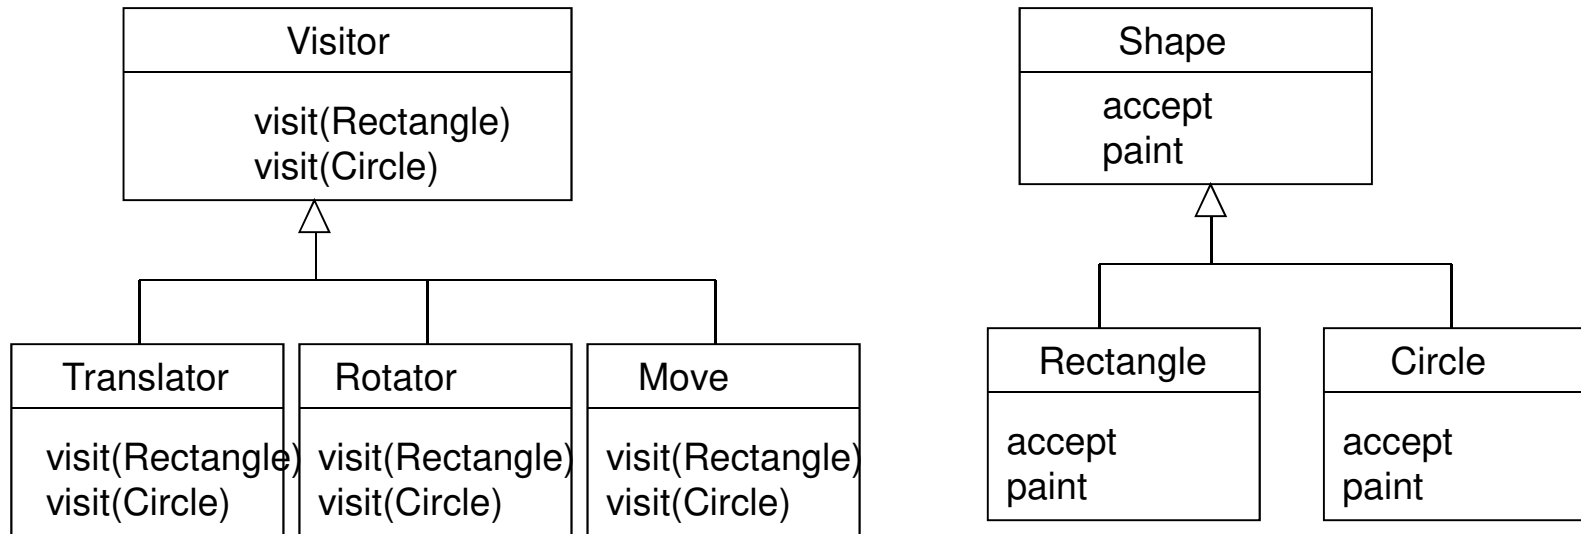 Visitor
visit(Rectangle)
visit(Circle)
Shape
accept
paint
Translator
visit(Rectangle)
visit(Circle)
Rotator
visit(Rectangle)
visit(Circle)
Move
visit(Rectangle)
visit(Circle)
Rectangle
accept
paint
Circle
accept
paint